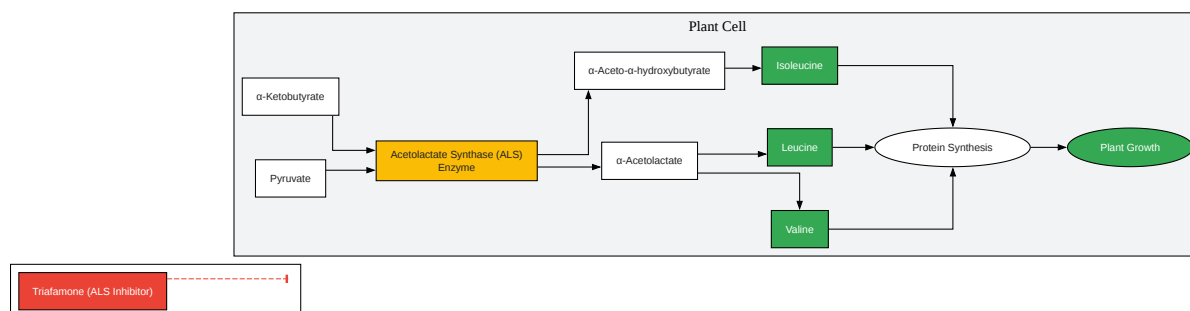 Plant Cell
α-Ketobutyrate
Pyruvate
Acetolactate Synthase (ALS)
Enzyme
α-Aceto-α-hydroxybutyrate
α-Acetolactate
Isoleucine
Leucine
Valine
Protein Synthesis
Plant Growth
Triafamone (ALS Inhibitor)